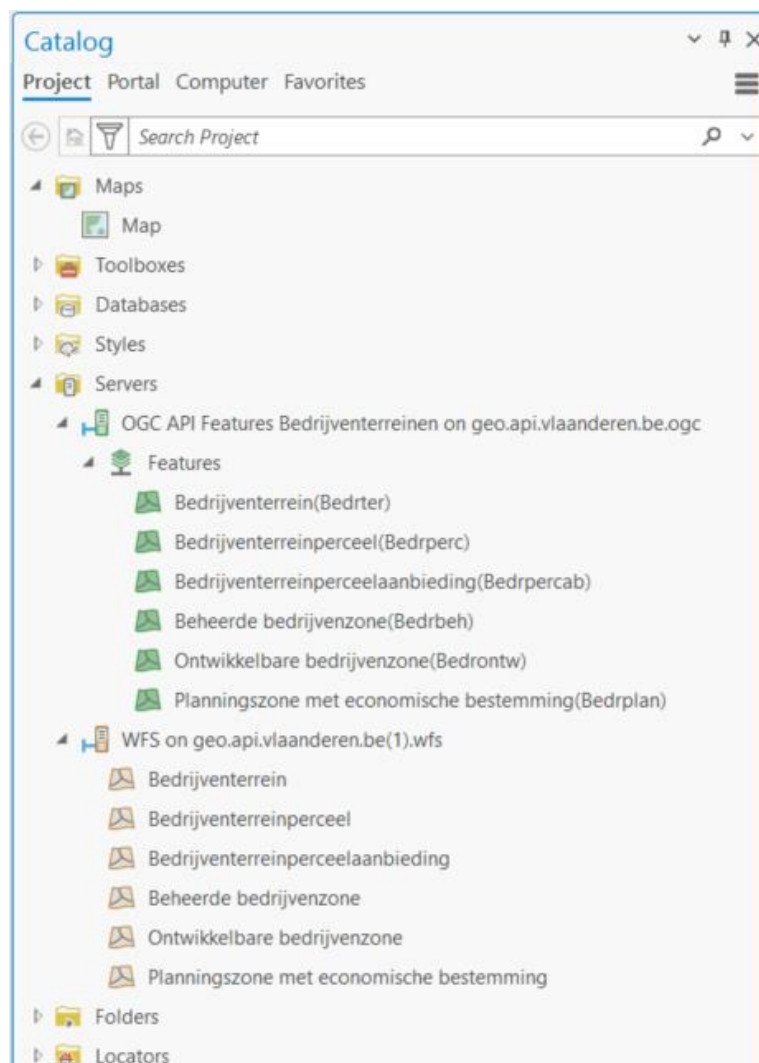 Catalog
Project Portal Computer Favorites
Search Project
Maps
Map
Toolboxes
Databases
Styles
Servers
OGC API Features Bedrijventerreinen on geo.api.vlaanderen.be.ogc
Features
Bedrijventerrein(Bedrter)
Bedrijventerreinperceel(Bedrperc)
Bedrijventerreinperceelaanbieding(Bedrpercab)
Beheerde bedrijvenzone(Bedrbeh)
Ontwikkelbare bedrijvenzone(Bedrontw)
Planningszone met economische bestemming(Bedrplan)
WFS on geo.api.vlaanderen.be(1).wfs
Bedrijventerrein
Bedrijventerreinperceel
Bedrijventerreinperceelaanbieding
Beheerde bedrijvenzone
Ontwikkelbare bedrijvenzone
Planningszone met economische bestemming
Folders
Locators